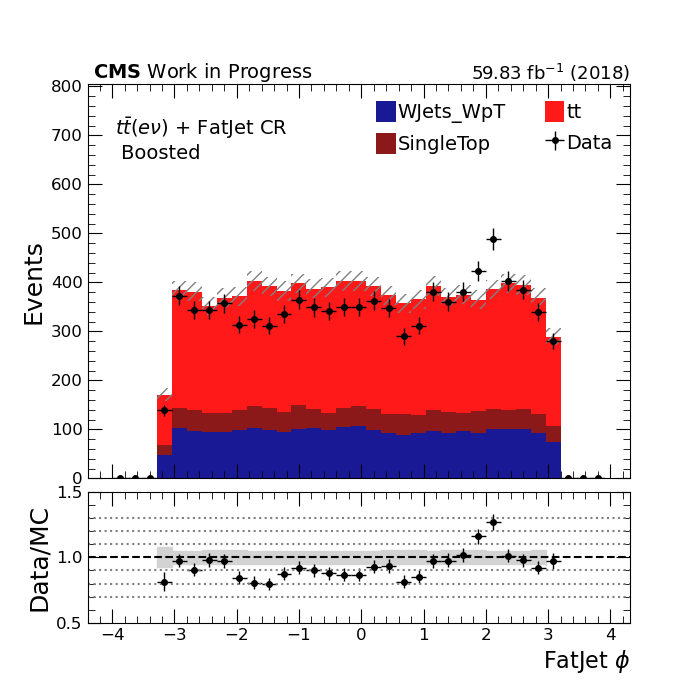 CMS Work in Progress 59.83 fb⁻¹ (2018)
800
tt̄(eν) + FatJet CR
Boosted
WJets_WpT
tt
SingleTop
Data
700
600
500
400
300
200
100
0
Events
1.5
1.0
0.5
Data/MC
−4 −3 −2 −1 0 1 2 3 4
FatJet ϕ